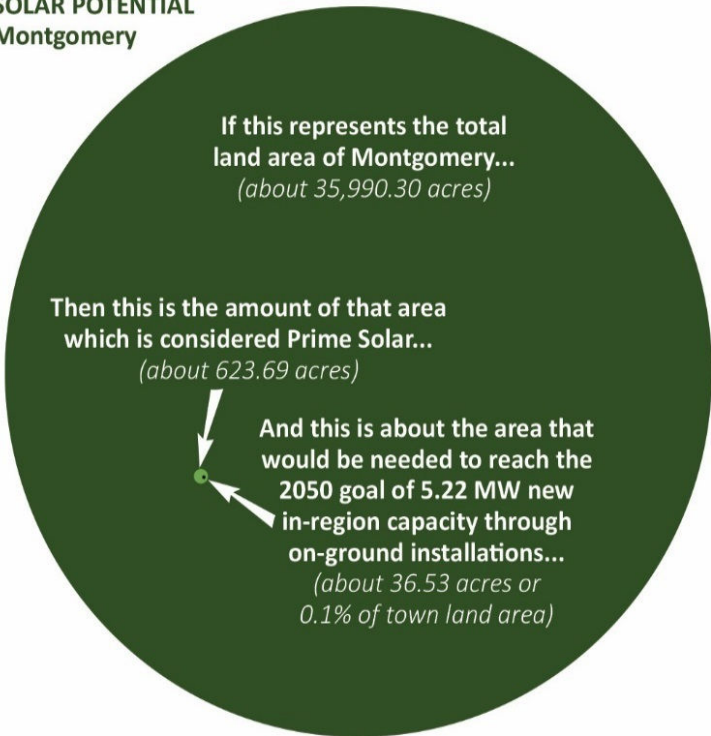 SOLAR POTENTIAL
Montgomery
If this represents the total
land area of Montgomery...
(about 35,990.30 acres)
Then this is the amount of that area
which is considered Prime Solar...
(about 623.69 acres)
And this is about the area that
would be needed to reach the
2050 goal of 5.22 MW new
in-region capacity through
on-ground installations...
(about 36.53 acres or
0.1% of town land area)